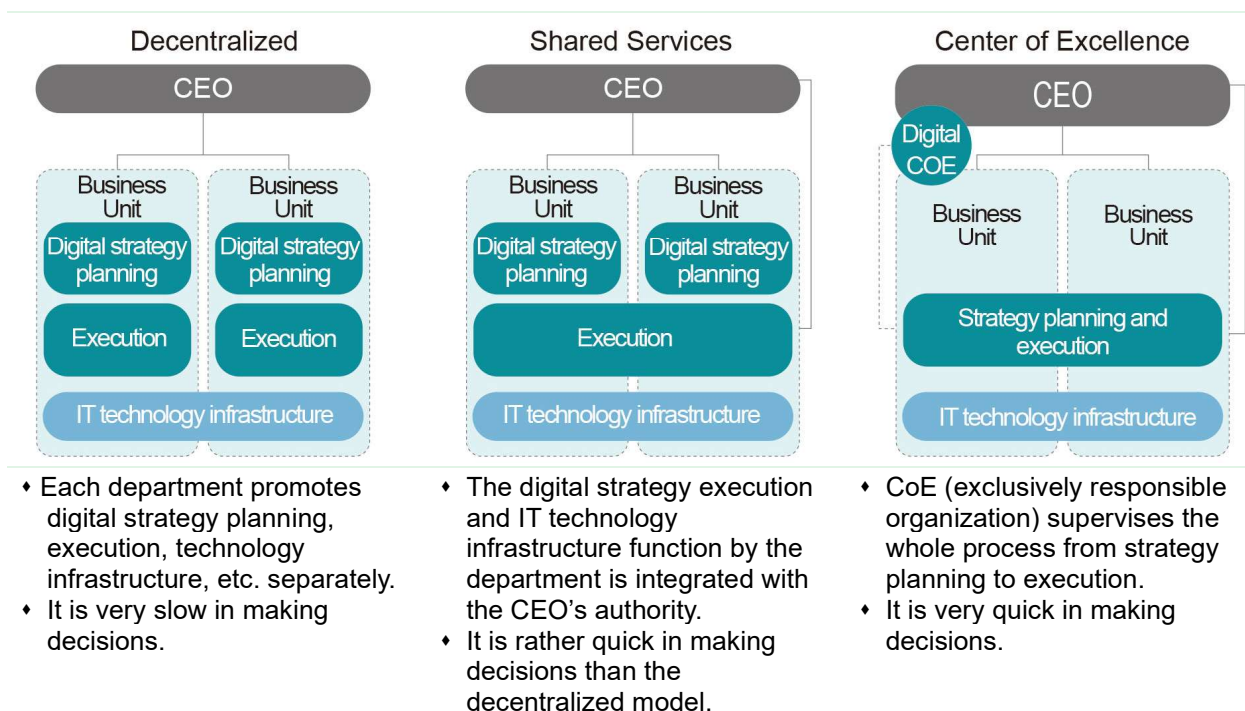 Decentralized
CEO
Business
Unit
Business
Unit
Digital strategy
planning
Digital strategy
planning
Execution
Execution
IT technology infrastructure
♦ Each department promotes
digital strategy planning,
execution, technology
infrastructure, etc. separately.
♦ It is very slow in making
decisions.
Shared Services
CEO
Business
Unit
Business
Unit
Digital strategy
planning
Digital strategy
planning
Execution
IT technology infrastructure
♦ The digital strategy execution
and IT technology
infrastructure function by the
department is integrated with
the CEO’s authority.
♦ It is rather quick in making
decisions than the
decentralized model.
Center of Excellence
CEO
Digital
COE
Business
Unit
Business
Unit
Strategy planning and
execution
IT technology infrastructure
♦ CoE (exclusively responsible
organization) supervises the
whole process from strategy
planning to execution.
♦ It is very quick in making
decisions.